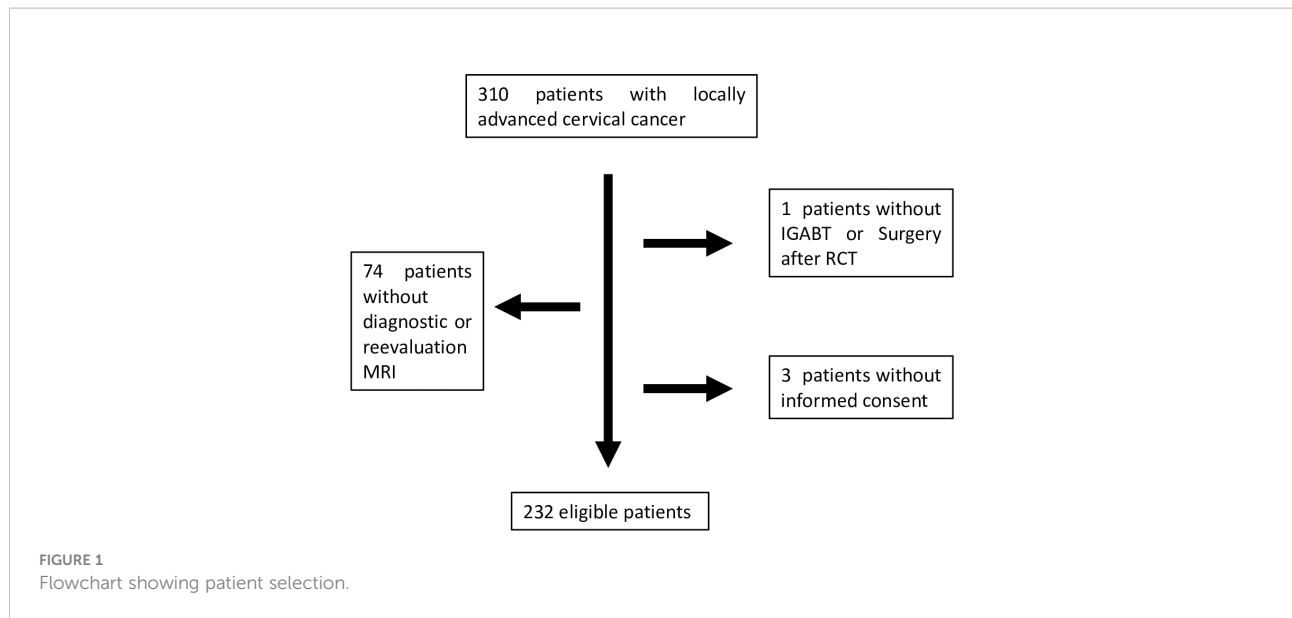 310 patients with locally
advanced cervical cancer
1 patients without
IGABT or Surgery
after RCT
74 patients
without
diagnostic or
reevaluation
MRI
3 patients without
informed consent
232 eligible patients
FIGURE 1
Flowchart showing patient selection.